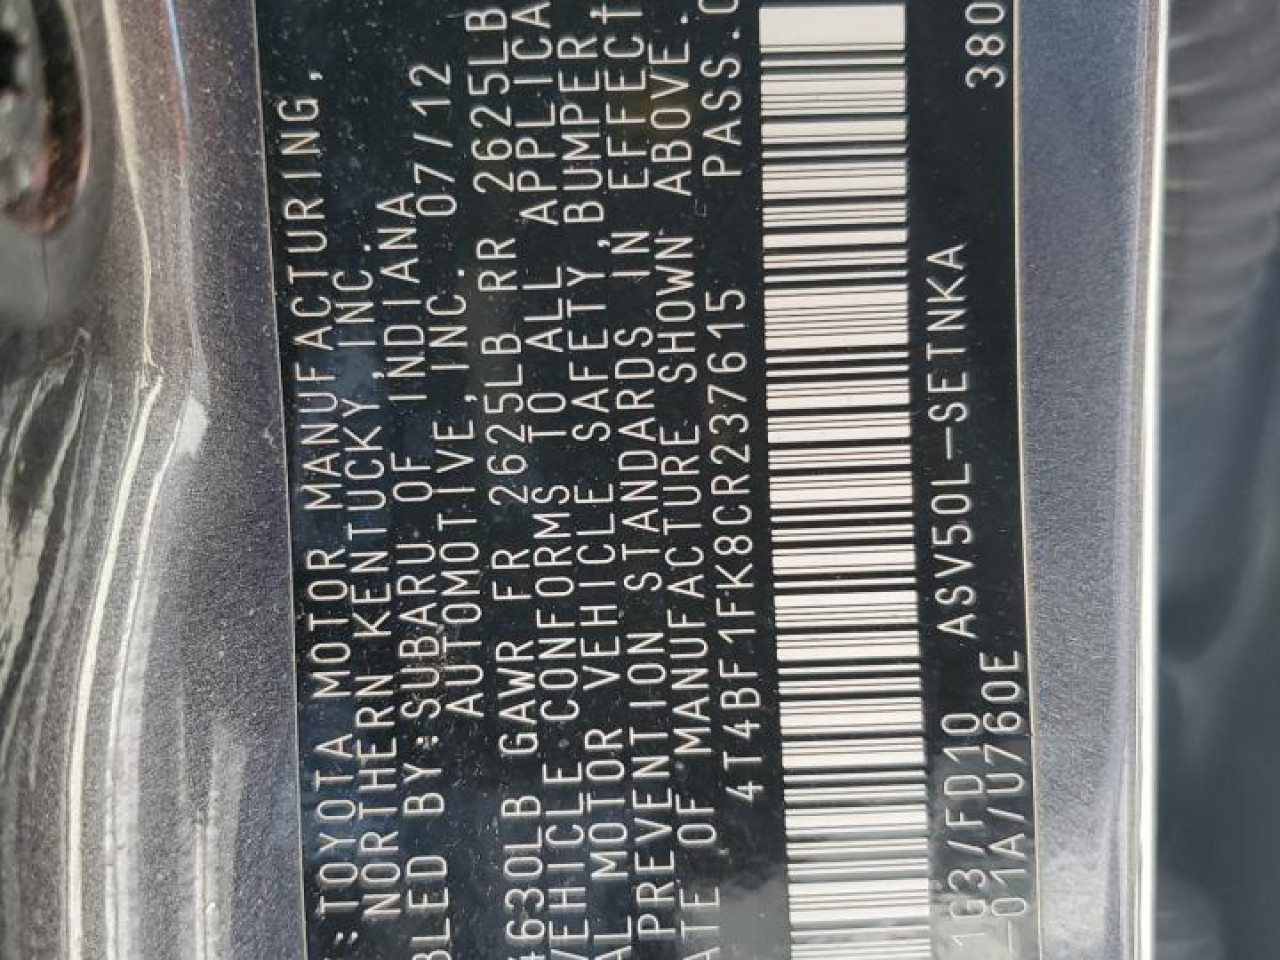 : TOYOTA MOTOR MANUFACTURING,
NORTHERN KENTUCKY, INC.
BLED BY: SUBARU OF INDIANA
AUTOMOTIVE, INC. 07/12
4630LB GAWR FR 2625LB RR 2625LB
VEHICLE CONFORMS TO ALL APPLICA
AL MOTOR VEHICLE SAFETY, BUMPER,
PREVENTION STANDARDS IN EFFECT
ATE OF MANUFACTURE SHOWN ABOVE.
4T4BF1FK8CR237615 PASS.C
1G3/FD10 ASV50L-SETNKA 380
-01A/U760E